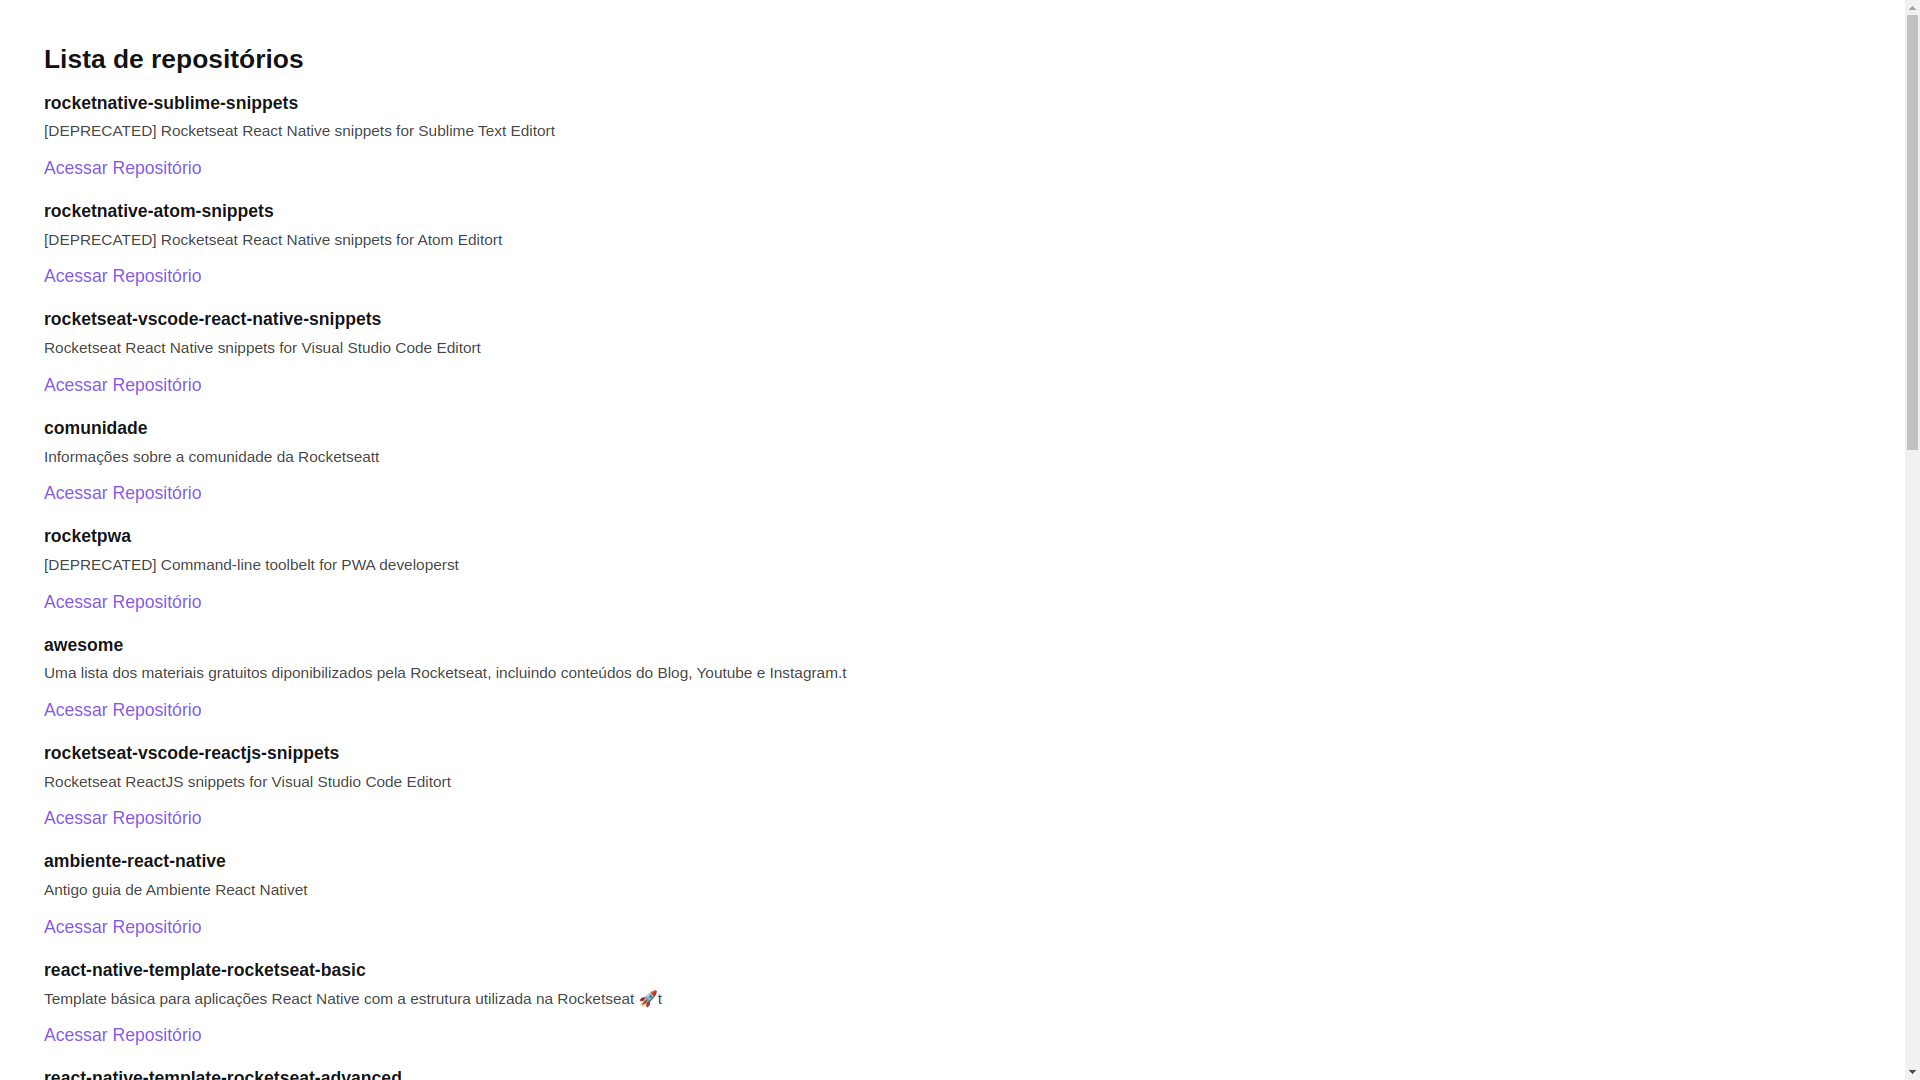 Lista de repositórios
rocketnative-sublime-snippets
[DEPRECATED] Rocketseat React Native snippets for Sublime Text Editort
Acessar Repositório
rocketnative-atom-snippets
[DEPRECATED] Rocketseat React Native snippets for Atom Editort
Acessar Repositório
rocketseat-vscode-react-native-snippets
Rocketseat React Native snippets for Visual Studio Code Editort
Acessar Repositório
comunidade
Informações sobre a comunidade da Rocketseatt
Acessar Repositório
rocketpwa
[DEPRECATED] Command-line toolbelt for PWA developerst
Acessar Repositório
awesome
Uma lista dos materiais gratuitos diponibilizados pela Rocketseat, incluindo conteúdos do Blog, Youtube e Instagram.t
Acessar Repositório
rocketseat-vscode-reactjs-snippets
Rocketseat ReactJS snippets for Visual Studio Code Editort
Acessar Repositório
ambiente-react-native
Antigo guia de Ambiente React Nativet
Acessar Repositório
react-native-template-rocketseat-basic
Template básica para aplicações React Native com a estrutura utilizada na Rocketseat 🚀t
Acessar Repositório
react-native-template-rocketseat-advanced